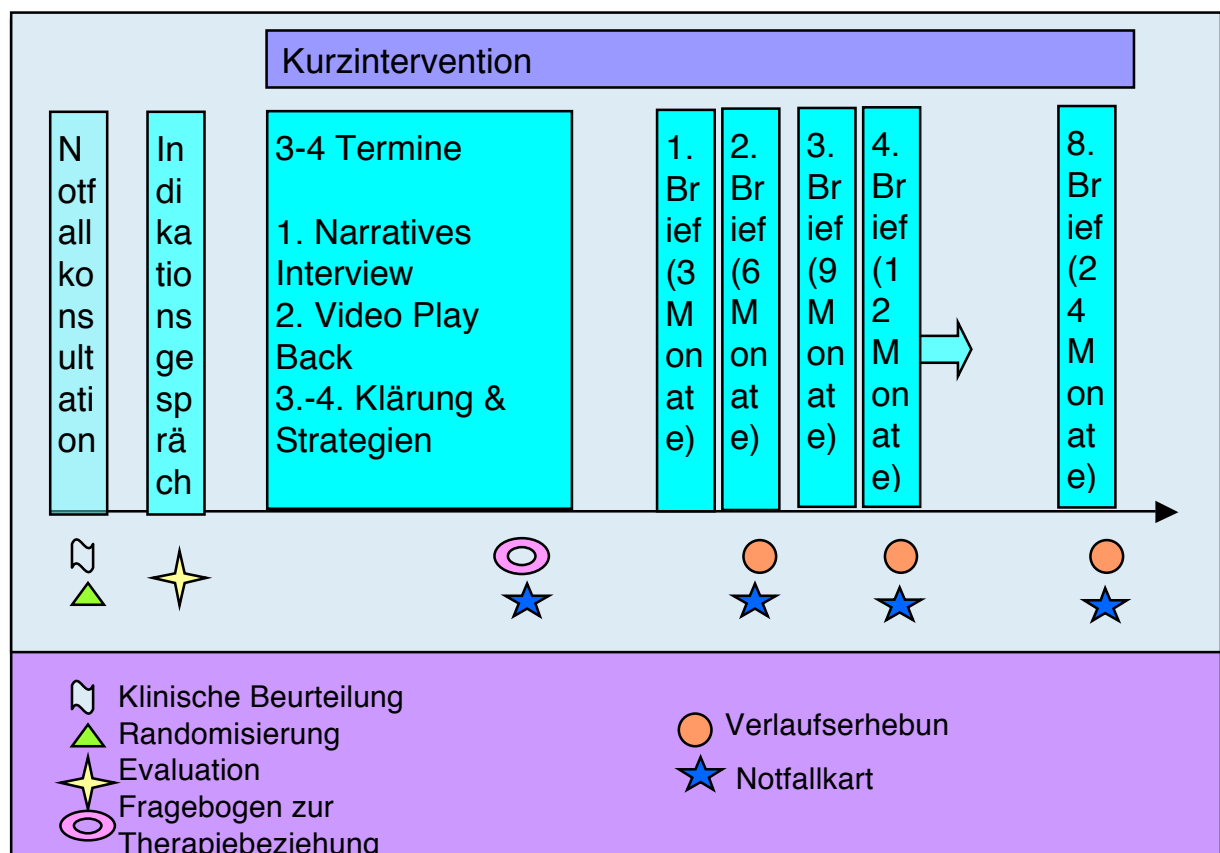 Kurzintervention
N
otf
all
ko
ns
ult
ati
on
In
di
ka
tio
ns
ge
sp
rä
ch
3-4 Termine
1. Narratives
Interview
2. Video Play
Back
3.-4. Klärung &
Strategien
1.
Br
ief
(3
M
on
at
e)
2.
Br
ief
(6
M
on
at
e)
3.
Br
ief
(9
M
on
at
e)
4.
Br
ief
(1
2
M
on
at
e)
8.
Br
ief
(2
4
M
on
at
e)
Klinische Beurteilung
Randomisierung
Evaluation
Fragebogen zur
Therapiebeziehung
Verlaufserhebun
Notfallkart